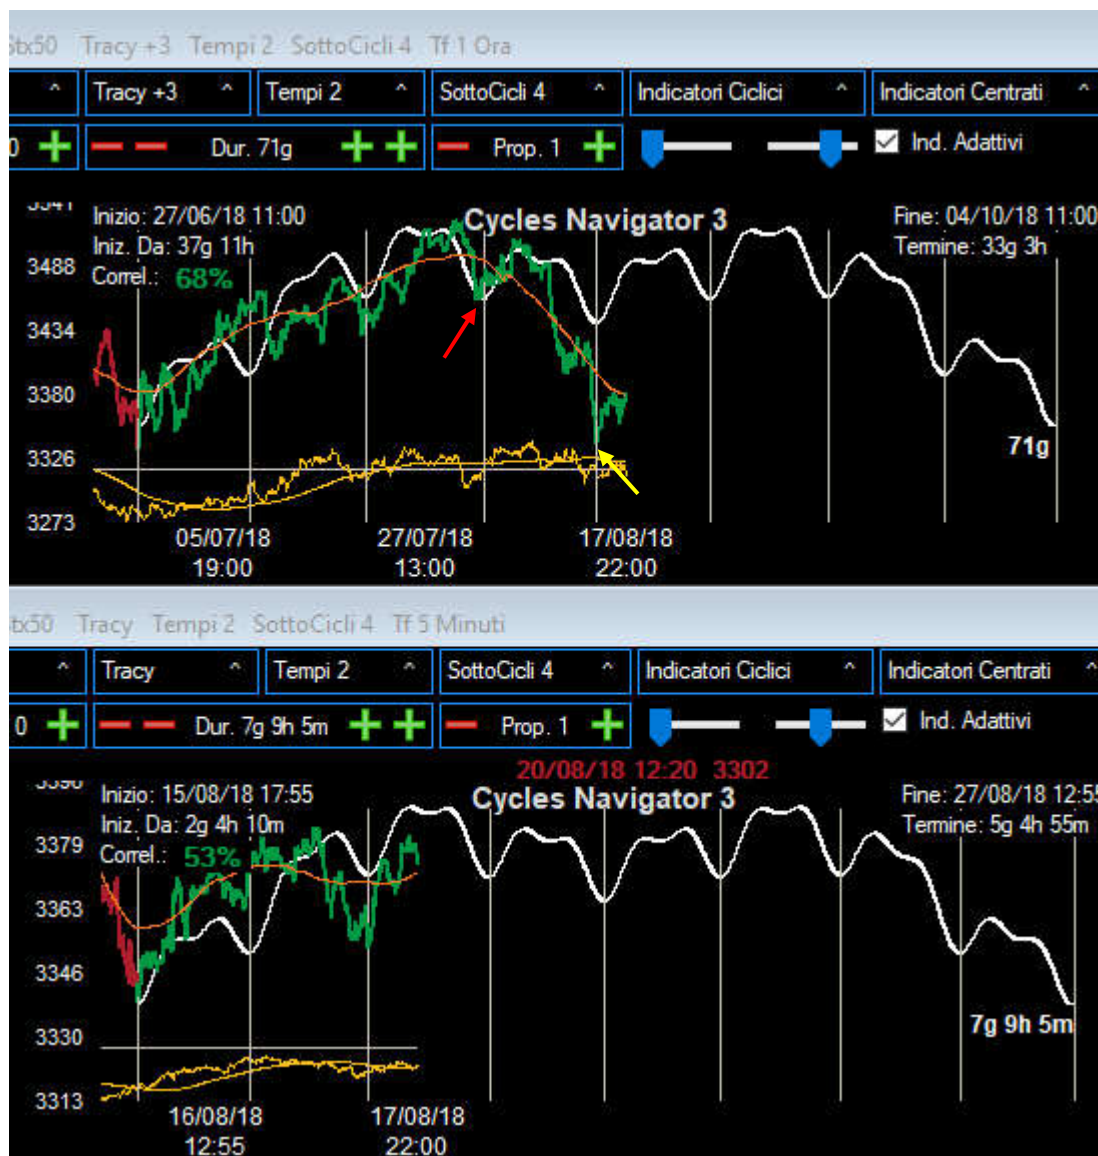 Tracy +3 Tempi 2 SottoCicli 4 Tf 1 Ora
^ Tracy +3 ^ Tempi 2 ^ SottoCicli 4 ^ Indicatori Ciclici ^ Indicatori Centrati ^
0 Dur. 71g Prop. 1 Ind. Adattivi
Inizio: 27/06/18 11:00 Cycles Navigator 3 Fine: 04/10/18 11:00
Iniz. Da: 37g 11h Termine: 33g 3h
Correl.: 68%
3488
3434
3380
3326
3273
71g
05/07/18 27/07/18 17/08/18
19:00 13:00 22:00
Tracy Tempi 2 SottoCicli 4 Tf 5 Minuti
^ Tracy ^ Tempi 2 ^ SottoCicli 4 ^ Indicatori Ciclici ^ Indicatori Centrati ^
0 Dur. 7g 9h 5m Prop. 1 Ind. Adattivi
20/08/18 12:20 3302
Inizio: 15/08/18 17:55 Cycles Navigator 3 Fine: 27/08/18 12:55
Iniz. Da: 2g 4h 10m Termine: 5g 4h 55m
Correl.: 53%
3379
3363
3346
3330
3313
7g 9h 5m
16/08/18 17/08/18
12:55 22:00